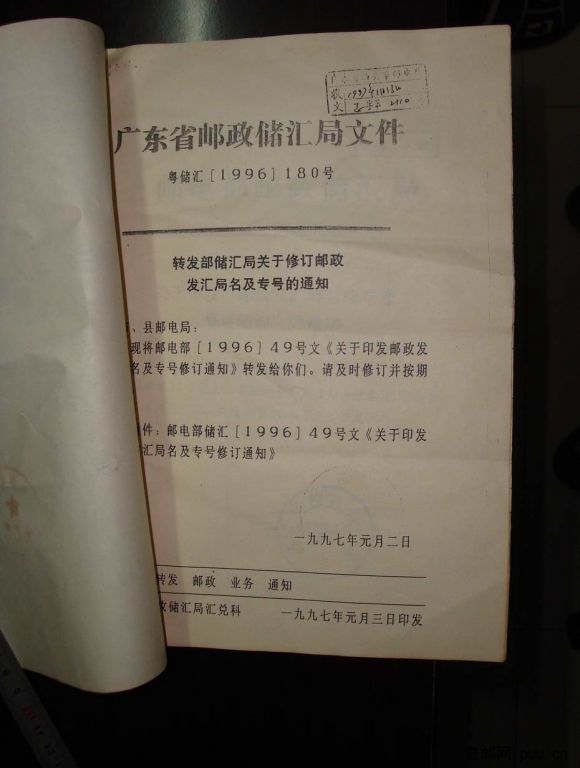 广东省邮政储汇局文件
粤储汇[1996]180号
转发部储汇局关于修订邮政
发汇局名及专号的通知
、县邮电局：
现将邮电部[1996]49号文《关于印发邮政发
名及专号修订通知》转发给你们。请及时修订并按期
件：邮电部储汇[1996]49号文《关于印发
汇局名及专号修订通知》
一九九七年元月二日
转发 邮政 业务 通知
政储汇局汇兑科 一九九七年元月三日印发